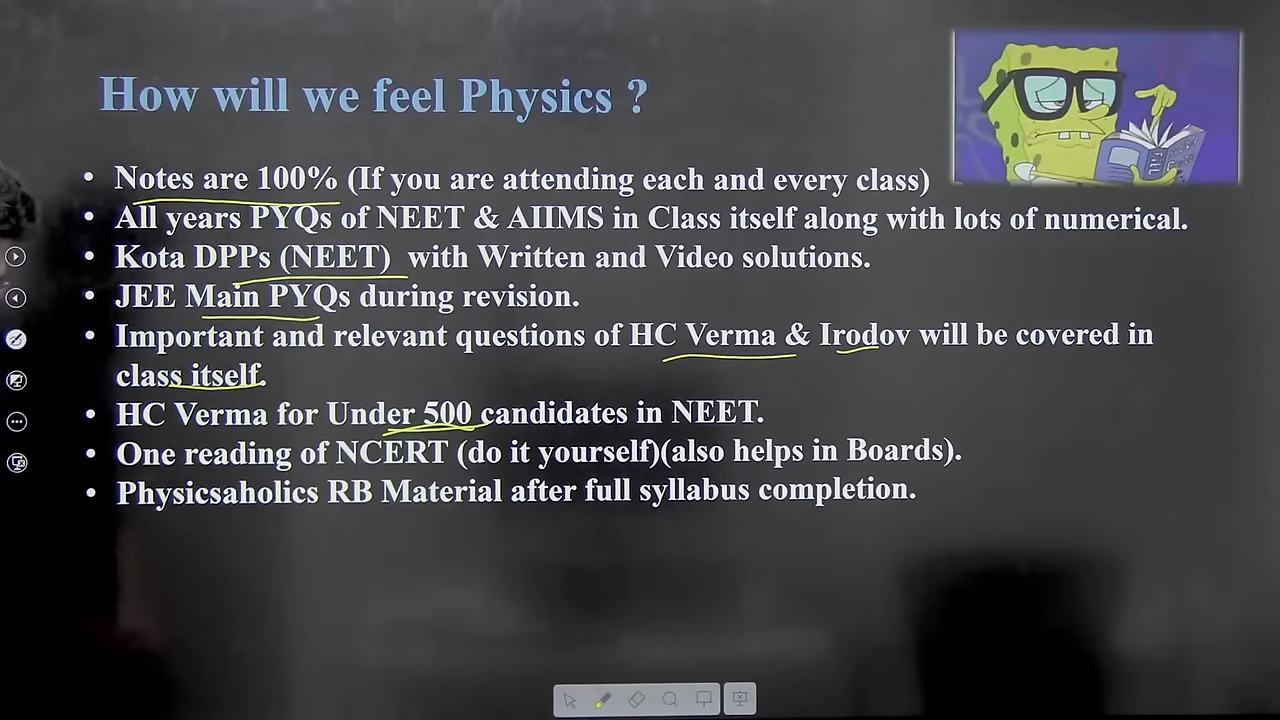 How will we feel Physics ?
• Notes are 100% (If you are attending each and every class)
• All years PYQs of NEET & AIIMS in Class itself along with lots of numerical.
• Kota DPPs (NEET) with Written and Video solutions.
• JEE Main PYQs during revision.
• Important and relevant questions of HC Verma & Irodov will be covered in
class itself.
• HC Verma for Under 500 candidates in NEET.
• One reading of NCERT (do it yourself)(also helps in Boards).
• Physicsaholics RB Material after full syllabus completion.